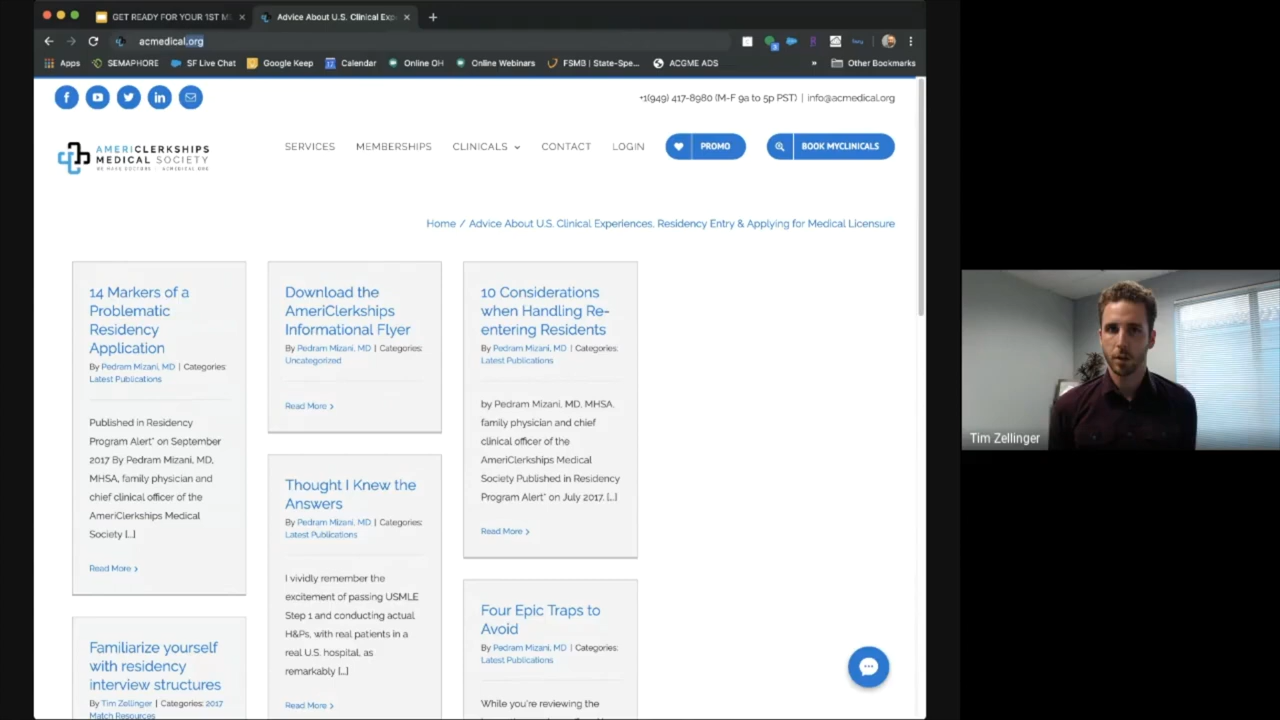 GET READY FOR YOUR 1ST M
Advice About U.S. Clinical Exp
acmedical.org
Apps
SEMAPHORE
SF Live Chat
Google Keep
Calendar
Online OH
Online Webinars
FSMB | State-Spe...
ACGME ADS
»
Other Bookmarks
+1(949) 417-8980 (M-F 9a to 5p PST) | info@acmedical.org
AMERICLERKSHIPS
MEDICAL SOCIETY
SERVICES
MEMBERSHIPS
CLINICALS
CONTACT
LOGIN
PROMO
BOOK MYCLINICALS
Home / Advice About U.S. Clinical Experiences, Residency Entry & Applying for Medical Licensure
14 Markers of a
Problematic
Residency
Application
By Pedram Mizani, MD | Categories:
Latest Publications
Published in Residency
Program Alert* on September
2017 By Pedram Mizani, MD,
MHSA, family physician and
chief clinical officer of the
AmeriClerkships Medical
Society [...]
Read More >
Familiarize yourself
with residency
interview structures
By Tim Zellinger | Categories: 2017
Match Resources
Download the
AmeriClerkships
Informational Flyer
By Pedram Mizani, MD | Categories:
Uncategorized
Read More >
Thought I Knew the
Answers
By Pedram Mizani, MD | Categories:
Latest Publications
I vividly remember the
excitement of passing USMLE
Step 1 and conducting actual
H&Ps, with real patients in a
real U.S. hospital, as
remarkably [...]
Read More >
10 Considerations
when Handling Re-
entering Residents
By Pedram Mizani, MD | Categories:
Latest Publications
by Pedram Mizani, MD, MHSA,
family physician and chief
clinical officer of the
AmeriClerkships Medical
Society Published in Residency
Program Alert* on July 2017. [...]
Read More >
Four Epic Traps to
Avoid
By Pedram Mizani, MD | Categories:
Latest Publications
While you're reviewing the
Tim Zellinger